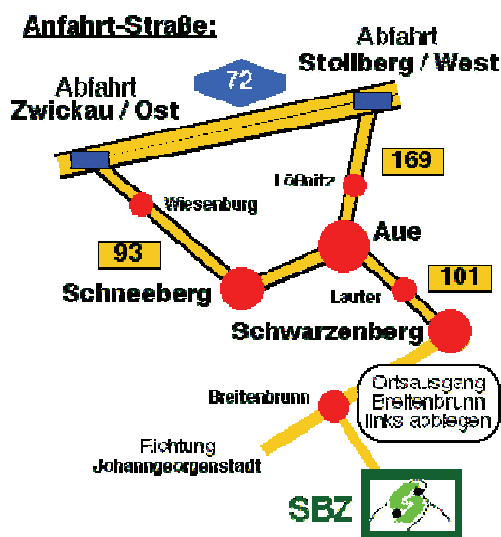 Anfahrt-Straße:
Abfahrt
Stollberg / West
72
Abfahrt
Zwickau / Ost
169
Lößnitz
Wiesenburg
Aue
93
101
Schneeberg
Lauter
Schwarzenberg
Breitenbrunn
Ortsausgang
Breitenbrunn
links abbiegen
Richtung
Johanngeorgenstadt
SBZ